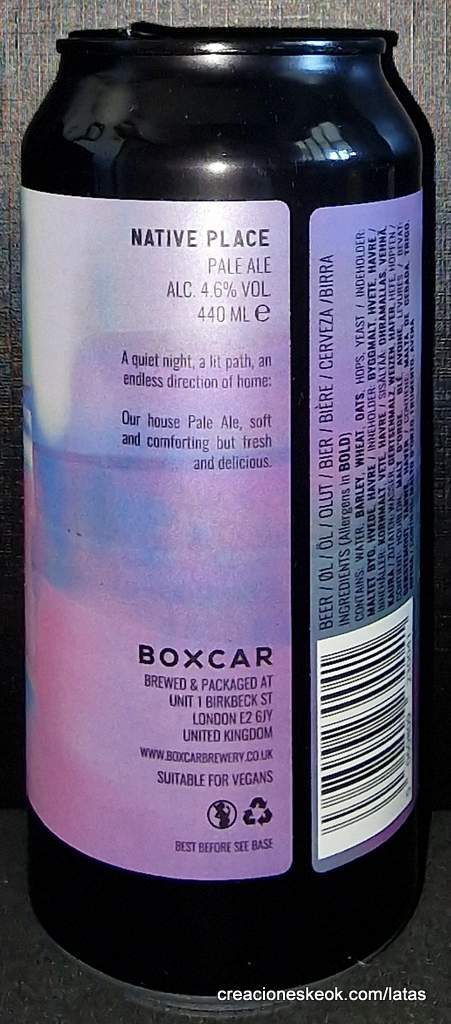 NATIVE PLACE
PALE ALE
ALC. 4.6% VOL
440 ML e
A quiet night, a lit path, an
endless direction of home:
Our house Pale Ale, soft
and comforting but fresh
and delicious.
BOXCAR
BREWED & PACKAGED AT
UNIT 1 BIRKBECK ST
LONDON E2 6JY
UNITED KINGDOM
WWW.BOXCARBREWERY.CO.UK
SUITABLE FOR VEGANS
BEST BEFORE SEE BASE
BEER / ØL / ÖL / OLUT / BIER / BIÈRE / CERVEZA /BIRRA
INGREDIENTS (Allergens in BOLD)
CONTAINS: WATER, BARLEY, WHEAT, OATS, HOPS, YEAST / INDEHOLDER:
creacioneskeok.com/latas